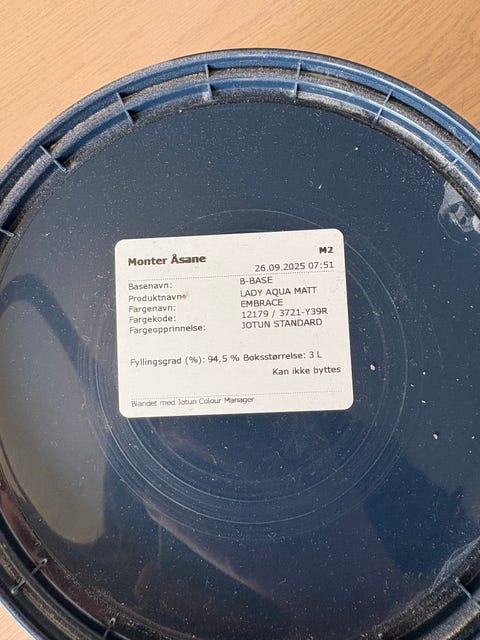 Monter Åsane
M2
26.09.2025 07:51
Basenavn: B-BASE
Produktnavn: LADY AQUA MATT
Fargenavn: EMBRACE
Fargekode: 12179 / 3721-Y39R
Fargeopprinnelse: JOTUN STANDARD
Fyllingsgrad (%): 94,5 % Boksstørrelse: 3 L
Kan ikke byttes
Blandet med Jotun Colour Manager